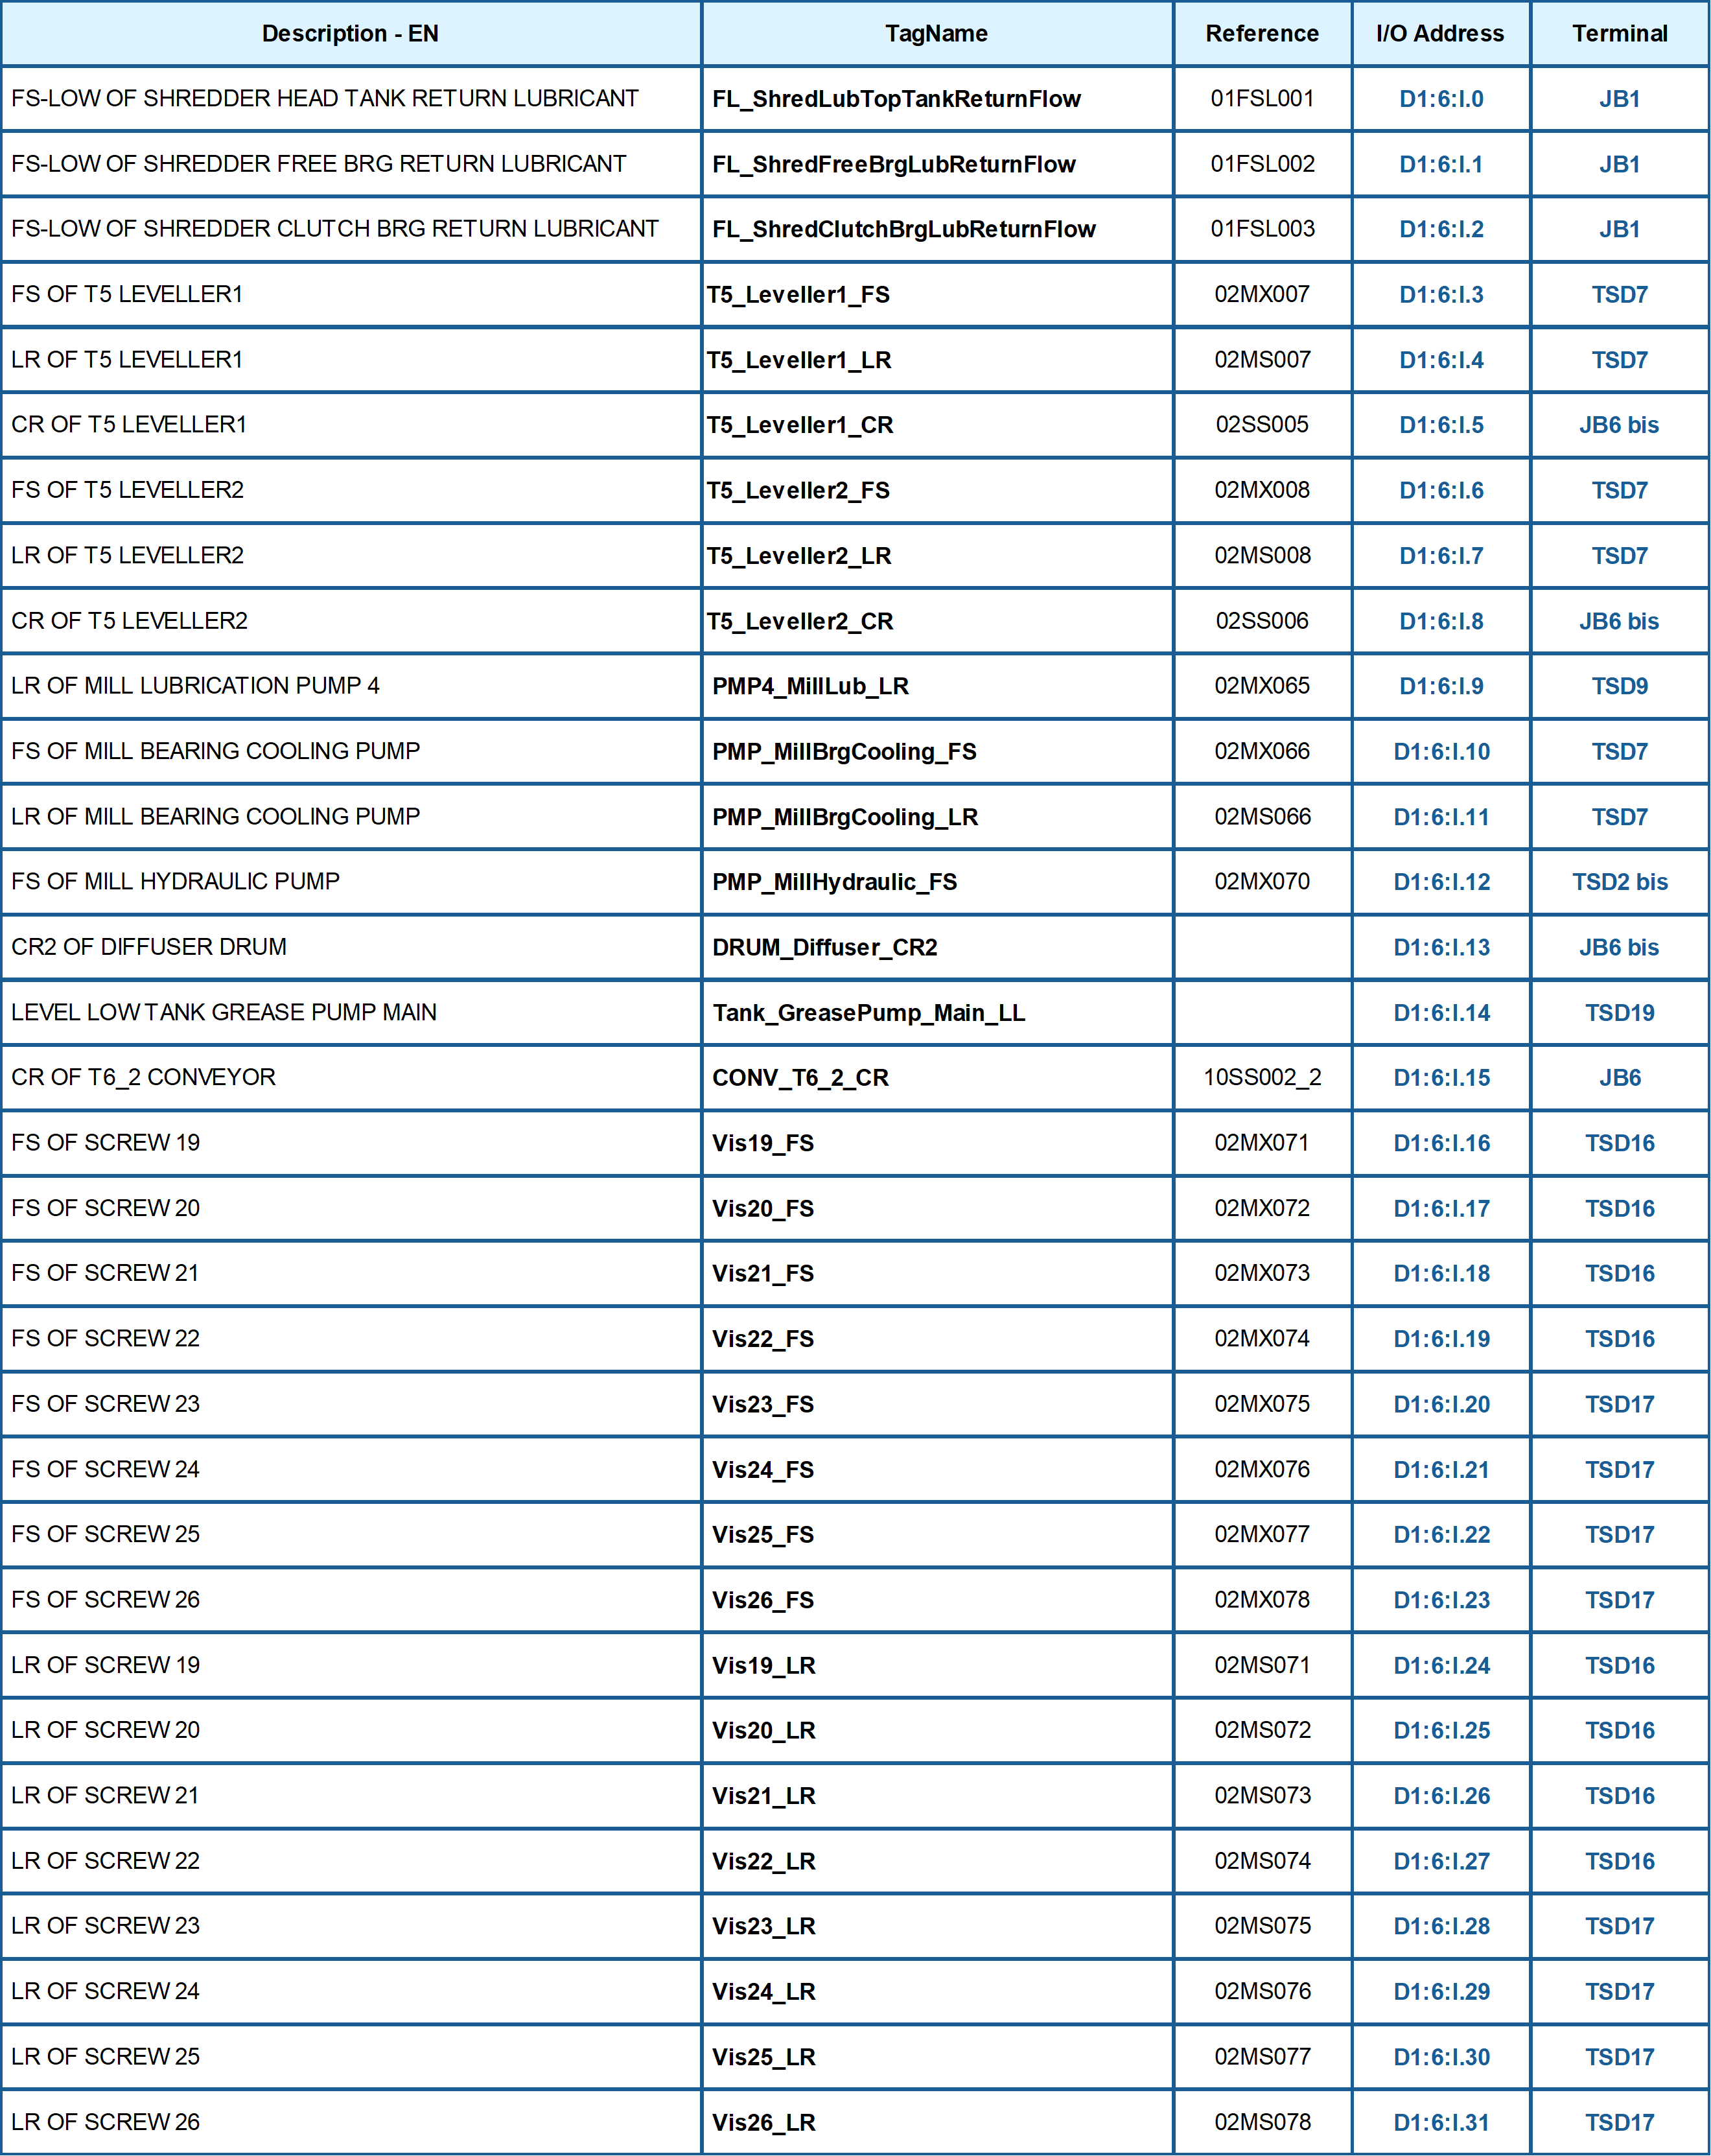 Description - EN TagName Reference I/O Address Terminal
FS-LOW OF SHREDDER HEAD TANK RETURN LUBRICANT FL_ShredLubTopTankReturnFlow 01FSL001 D1:6:I.0 JB1
FS-LOW OF SHREDDER FREE BRG RETURN LUBRICANT FL_ShredFreeBrgLubReturnFlow 01FSL002 D1:6:I.1 JB1
FS-LOW OF SHREDDER CLUTCH BRG RETURN LUBRICANT FL_ShredClutchBrgLubReturnFlow 01FSL003 D1:6:I.2 JB1
FS OF T5 LEVELLER1 T5_Leveller1_FS 02MX007 D1:6:I.3 TSD7
LR OF T5 LEVELLER1 T5_Leveller1_LR 02MS007 D1:6:I.4 TSD7
CR OF T5 LEVELLER1 T5_Leveller1_CR 02SS005 D1:6:I.5 JB6 bis
FS OF T5 LEVELLER2 T5_Leveller2_FS 02MX008 D1:6:I.6 TSD7
LR OF T5 LEVELLER2 T5_Leveller2_LR 02MS008 D1:6:I.7 TSD7
CR OF T5 LEVELLER2 T5_Leveller2_CR 02SS006 D1:6:I.8 JB6 bis
LR OF MILL LUBRICATION PUMP 4 PMP4_MillLub_LR 02MX065 D1:6:I.9 TSD9
FS OF MILL BEARING COOLING PUMP PMP_MillBrgCooling_FS 02MX066 D1:6:I.10 TSD7
LR OF MILL BEARING COOLING PUMP PMP_MillBrgCooling_LR 02MS066 D1:6:I.11 TSD7
FS OF MILL HYDRAULIC PUMP PMP_MillHydraulic_FS 02MX070 D1:6:I.12 TSD2 bis
CR2 OF DIFFUSER DRUM DRUM_Diffuser_CR2 D1:6:I.13 JB6 bis
LEVEL LOW TANK GREASE PUMP MAIN Tank_GreasePump_Main_LL D1:6:I.14 TSD19
CR OF T6_2 CONVEYOR CONV_T6_2_CR 10SS002_2 D1:6:I.15 JB6
FS OF SCREW 19 Vis19_FS 02MX071 D1:6:I.16 TSD16
FS OF SCREW 20 Vis20_FS 02MX072 D1:6:I.17 TSD16
FS OF SCREW 21 Vis21_FS 02MX073 D1:6:I.18 TSD16
FS OF SCREW 22 Vis22_FS 02MX074 D1:6:I.19 TSD16
FS OF SCREW 23 Vis23_FS 02MX075 D1:6:I.20 TSD17
FS OF SCREW 24 Vis24_FS 02MX076 D1:6:I.21 TSD17
FS OF SCREW 25 Vis25_FS 02MX077 D1:6:I.22 TSD17
FS OF SCREW 26 Vis26_FS 02MX078 D1:6:I.23 TSD17
LR OF SCREW 19 Vis19_LR 02MS071 D1:6:I.24 TSD16
LR OF SCREW 20 Vis20_LR 02MS072 D1:6:I.25 TSD16
LR OF SCREW 21 Vis21_LR 02MS073 D1:6:I.26 TSD16
LR OF SCREW 22 Vis22_LR 02MS074 D1:6:I.27 TSD16
LR OF SCREW 23 Vis23_LR 02MS075 D1:6:I.28 TSD17
LR OF SCREW 24 Vis24_LR 02MS076 D1:6:I.29 TSD17
LR OF SCREW 25 Vis25_LR 02MS077 D1:6:I.30 TSD17
LR OF SCREW 26 Vis26_LR 02MS078 D1:6:I.31 TSD17